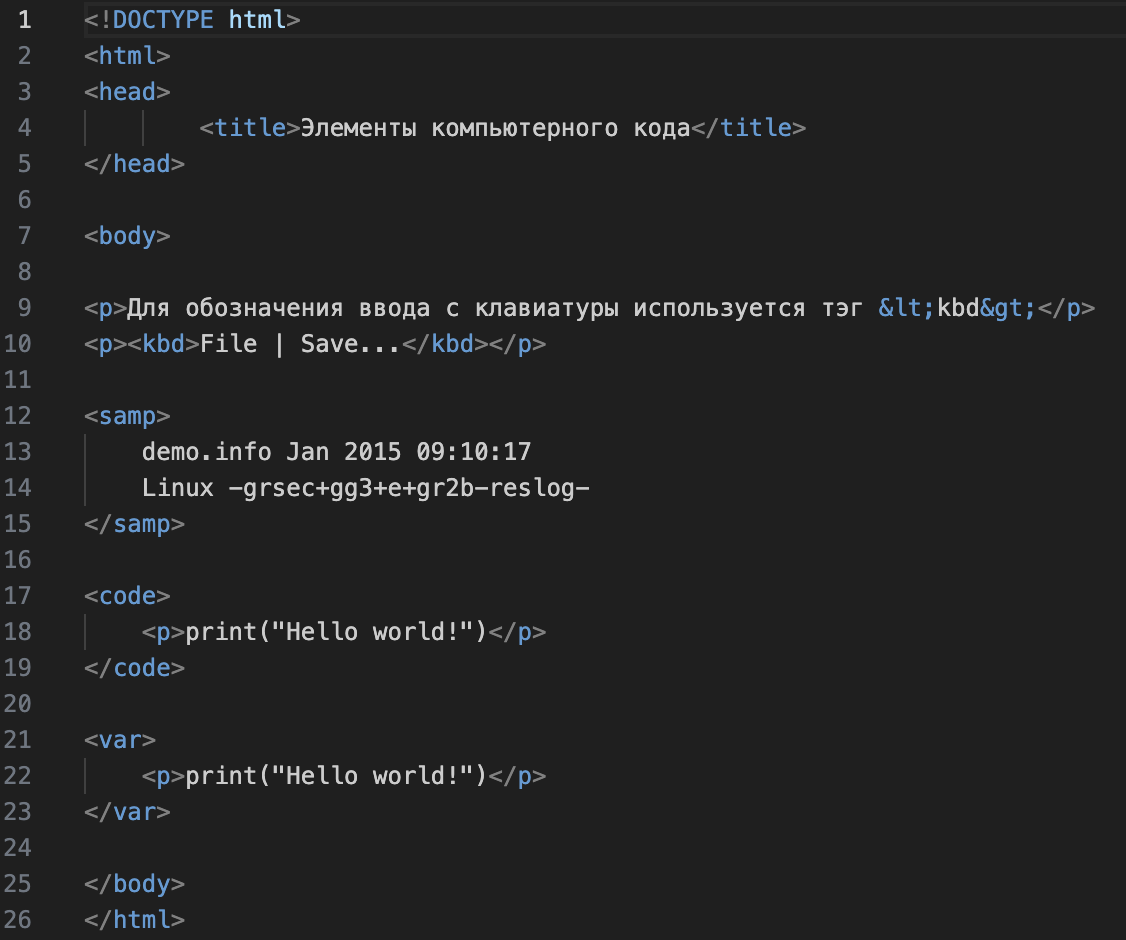 1 <!DOCTYPE html>
2 <html>
3 <head>
4         <title>Элементы компьютерного кода</title>
5 </head>
6
7 <body>
8
9 <p>Для обозначения ввода с клавиатуры используется тэг &lt;kbd&gt;</p>
10 <p><kbd>File | Save...</kbd></p>
11
12 <samp>
13     demo.info Jan 2015 09:10:17
14     Linux -grsec+gg3+e+gr2b-reslog-
15 </samp>
16
17 <code>
18     <p>print("Hello world!")</p>
19 </code>
20
21 <var>
22     <p>print("Hello world!")</p>
23 </var>
24
25 </body>
26 </html>